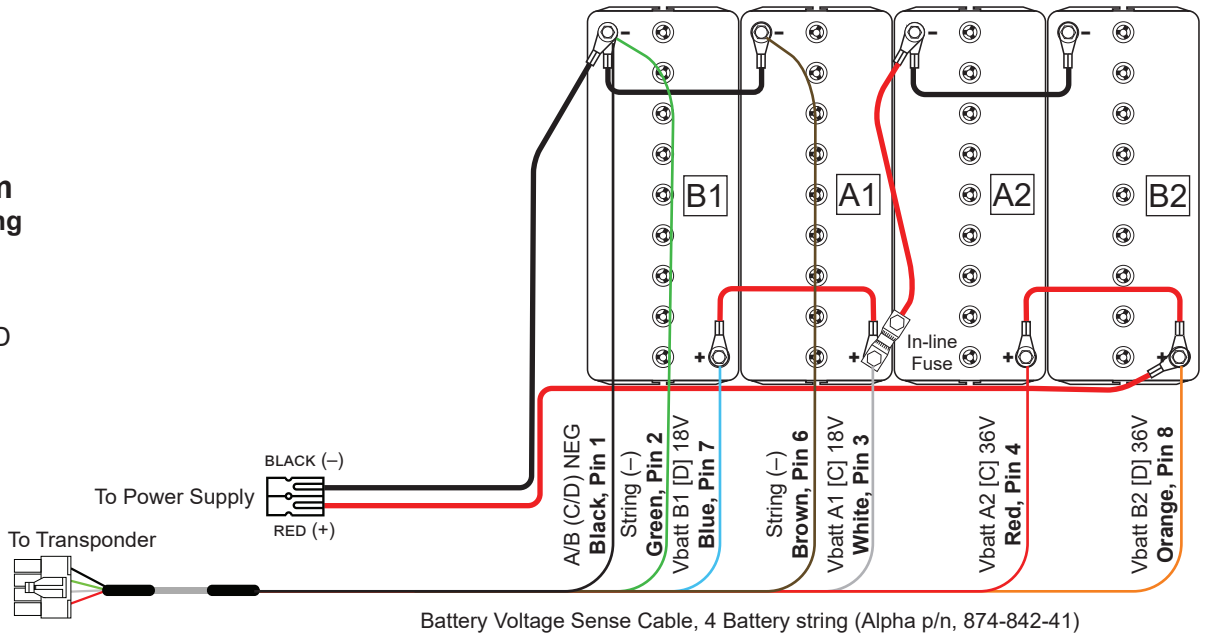 -
-
-
-
B1
A1
A2
B2
+
+
+
+
In-line
Fuse
A/B (C/D) NEG
Black, Pin 1
String (–)
Green, Pin 2
Vbatt B1 [D] 18V
Blue, Pin 7
String (–)
Brown, Pin 6
Vbatt A1 [C] 18V
White, Pin 3
Vbatt A2 [C] 36V
Red, Pin 4
Vbatt B2 [D] 36V
Orange, Pin 8
BLACK (–)
To Power Supply
RED (+)
To Transponder
Battery Voltage Sense Cable, 4 Battery string (Alpha p/n, 874-842-41)